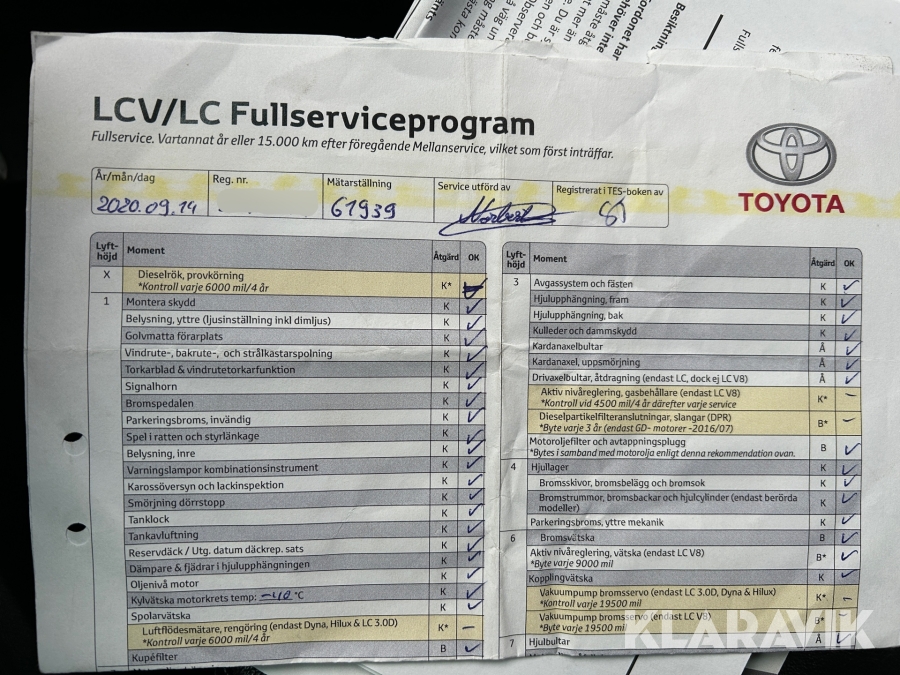 LCV/LC Fullserviceprogram
Fullservice. Vartannat år eller 15.000 km efter föregående Mellanservice, vilket som först inträffar.
TOYOTA
År/mån/dag Reg. nr. Mätarställning Service utförd av Registrerat i TES-boken av
2020.09.14 61939 Norbert
Lyft-höjd Moment Åtgärd OK
X Dieselrök, provkörning
*Kontroll varje 6000 mil/4 år K* ✓
1 Montera skydd K ✓
Belysning, yttre (ljusinställning inkl dimljus) K ✓
Golvmatta förarplats K ✓
Vindrute-, bakrute-, och strålkastarspolning K ✓
Torkarblad & vindrutetorkarfunktion K ✓
Signalhorn K ✓
Bromspedalen K ✓
Parkeringsbroms, invändig K ✓
Spel i ratten och styrlänkage K ✓
Belysning, inre K ✓
Varningslampor kombinationsinstrument K ✓
Karossöversyn och lackinspektion K ✓
Smörjning dörrstopp K ✓
Tanklock K ✓
Tankavluftning K ✓
Reservdäck / Utg. datum däckrep. sats K ✓
Dämpare & fjädrar i hjulupphängningen K ✓
Oljenivå motor K ✓
Kylvätska motorkrets temp: -40 °C K ✓
Spolarvätska K ✓
Luftflödesmätare, rengöring (endast Dyna, Hilux & LC 3.0D)
*Kontroll varje 6000 mil/4 år K* –
Kupéfilter B ✓
Lyft-höjd Moment Åtgärd OK
3 Avgassystem och fästen K ✓
Hjulupphängning, fram K ✓
Hjulupphängning, bak K ✓
Kulleder och dammskydd K ✓
Kardanaxelbultar Å ✓
Kardanaxel, uppsmörjning Å ✓
Drivaxelbultar, åtdragning (endast LC, dock ej LC V8) Å ✓
Aktiv nivåreglering, gasbehållare (endast LC V8)
*Kontroll vid 4500 mil/4 år därefter varje service K* –
Dieselpartikelfilteranslutningar, slangar (DPR)
*Byte varje 3 år (endast GD- motorer -2016/07) B* –
Motoroljefilter och avtappningsplugg
*Bytes i samband med motorolja enligt denna rekommendation ovan. B ✓
4 Hjullager K ✓
Bromsskivor, bromsbelägg och bromsok K ✓
Bromstrummor, bromsbackar och hjulcylinder (endast berörda
modeller) K ✓
Parkeringsbroms, yttre mekanik K ✓
6 Bromsvätska B ✓
Aktiv nivåreglering, vätska (endast LC V8)
*Byte varje 9000 mil B* ✓
Kopplingvätska K ✓
Vakuumpump bromsservo (endast LC 3.0D, Dyna & Hilux)
*Kontroll varje 19500 mil K* –
Vakuumpump bromsservo (endast LC V8)
*Byte varje 19500 mil B* –
7 Hjulbultar Å ✓
KLARAVIK